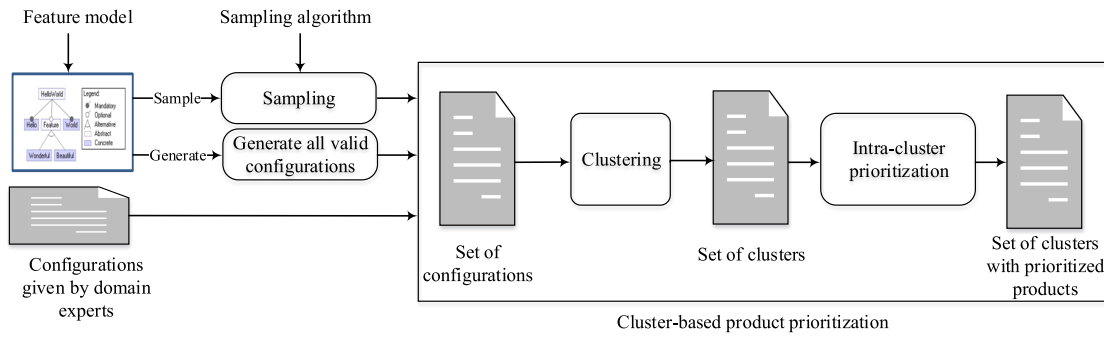 Feature model
Sampling algorithm
HelloWorld
Legend:
Mandatory
Optional
Alternative
Abstract
Concrete
Hello
Feature
World
Wonderful
Beautiful
Sample
Sampling
Generate
Generate all valid
configurations
Configurations
given by domain
experts
Set of
configurations
Clustering
Set of clusters
Intra-cluster
prioritization
Set of clusters
with prioritized
products
Cluster-based product prioritization